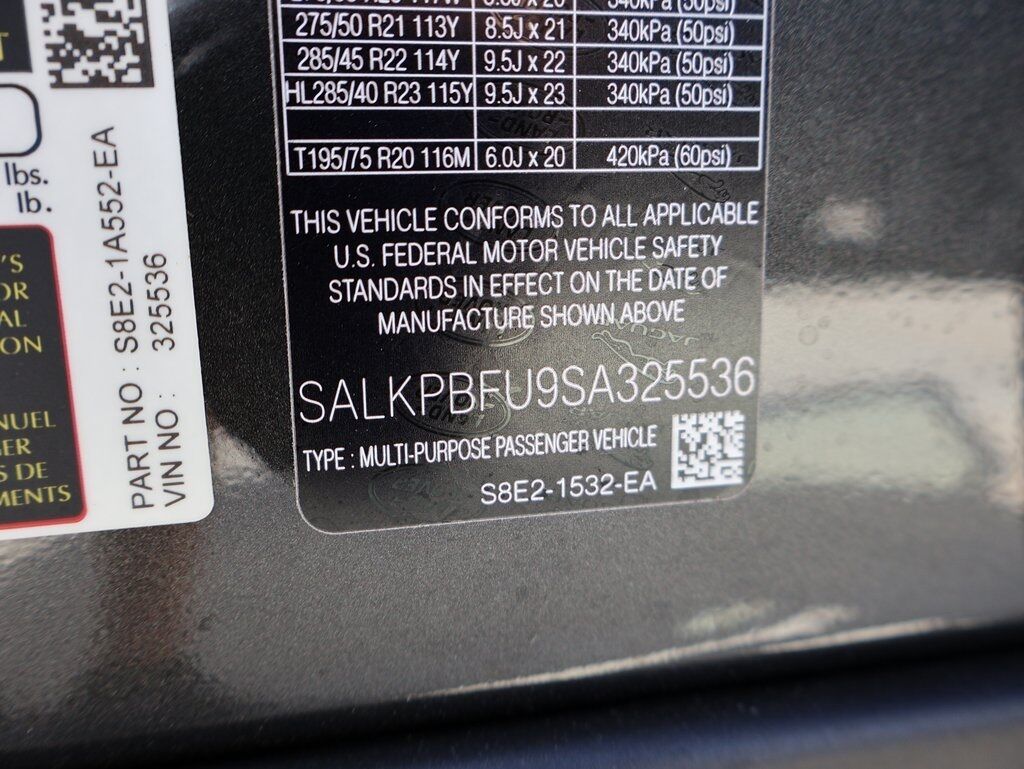 275/50 R21 113Y 8.5J x 21 340kPa (50psi)
285/45 R22 114Y 9.5J x 22 340kPa (50psi)
HL285/40 R23 115Y 9.5J x 23 340kPa (50psi)
T195/75 R20 116M 6.0J x 20 420kPa (60psi)
THIS VEHICLE CONFORMS TO ALL APPLICABLE
U.S. FEDERAL MOTOR VEHICLE SAFETY
STANDARDS IN EFFECT ON THE DATE OF
MANUFACTURE SHOWN ABOVE
SALKPBFU9SA325536
TYPE : MULTI-PURPOSE PASSENGER VEHICLE
S8E2-1532-EA
lbs.
lb.
PART NO : S8E2-1A552-EA
VIN NO : 325536
DE